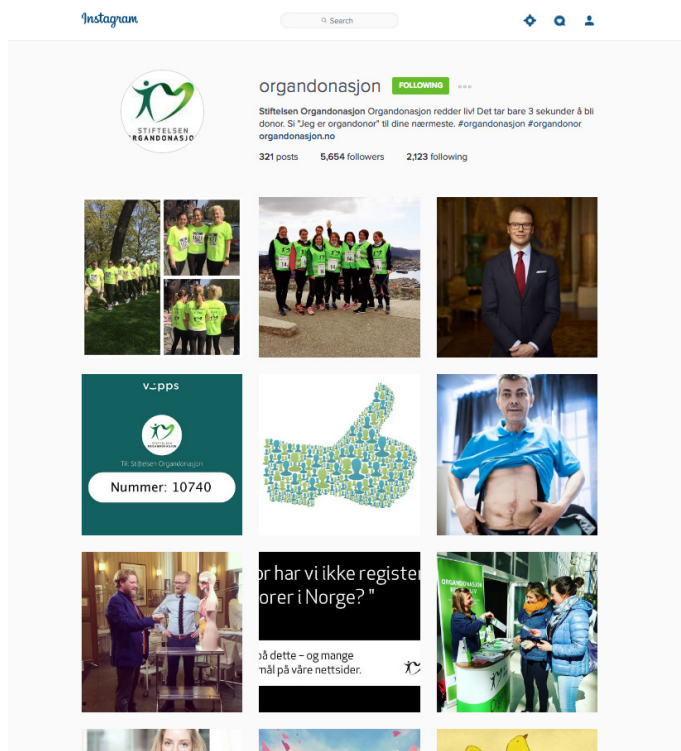 Instagram
Search
organdonasjon FOLLOWING
Stiftelsen Organdonasjon Organdonasjon redder liv! Det tar bare 3 sekunder å bli
donor. Si "Jeg er organdonor" til dine nærmeste. #organdonasjon #organdonor
organdonasjon.no
STIFTELSEN
ORGANDONASJO
321 posts 5,654 followers 2,123 following
vipps
Til: Stiftelsen Organdonasjon
Nummer: 10740
or har vi ikke register
orer i Norge? "
på dette – og mange
mål på våre nettsider.
ORGANDONASJON